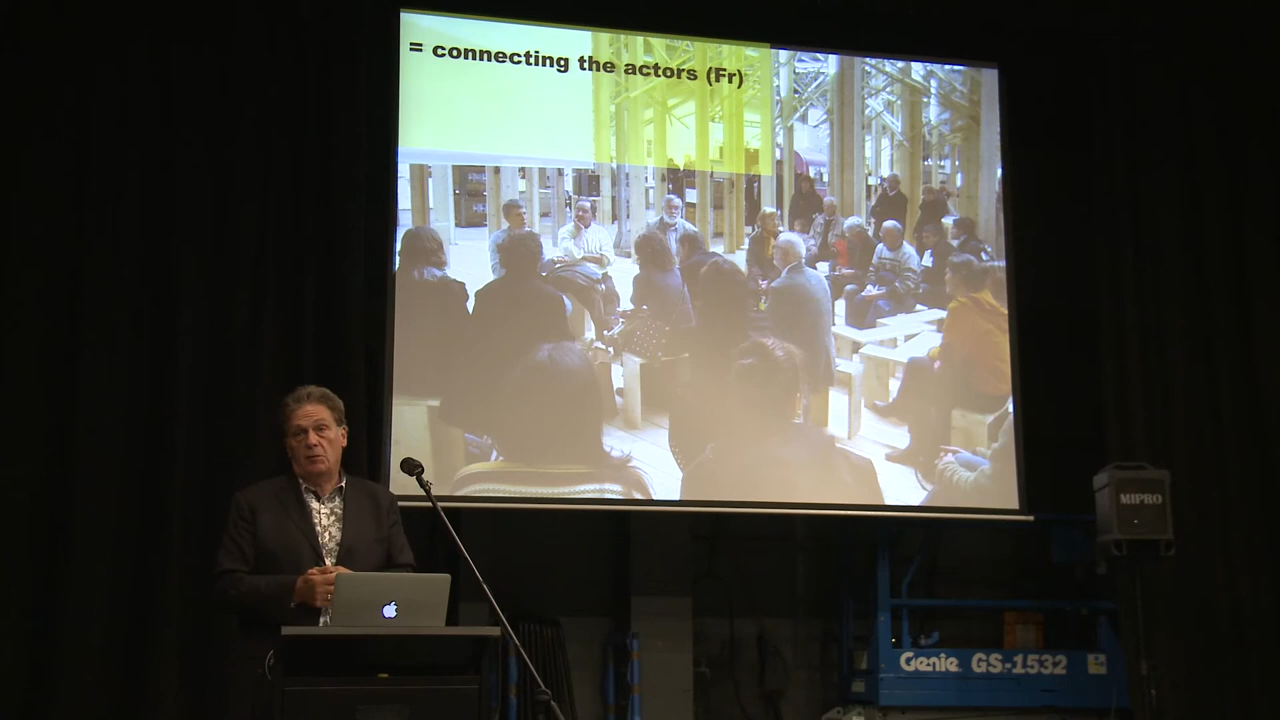 = connecting the actors (Fr)
MIPRO
Genie GS-1532